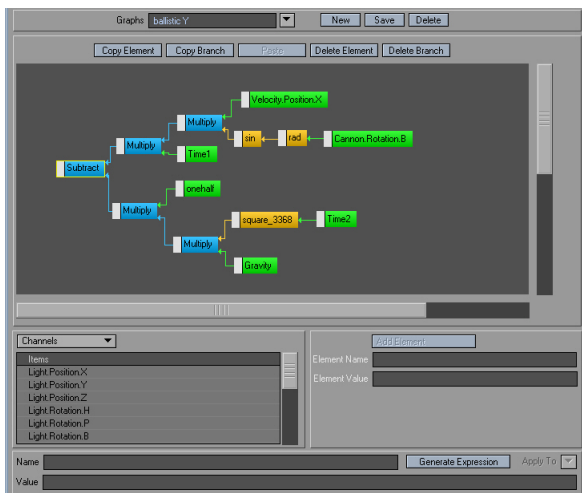 Graphs ballistic Y New Save Delete
Copy Element Copy Branch Paste Delete Element Delete Branch
Velocity.Position.X
Multiply
sin rad Cannon.Rotation.B
Multiply
Time1
Subtract
onehalf
Multiply
square_3368 Time2
Multiply
Gravity
Channels Add Element
Items Element Name
Light.Position.X
Light.Position.Y Element Value
Light.Position.Z
Light.Rotation.H
Light.Rotation.P
Light.Rotation.B
Name Generate Expression Apply To
Value